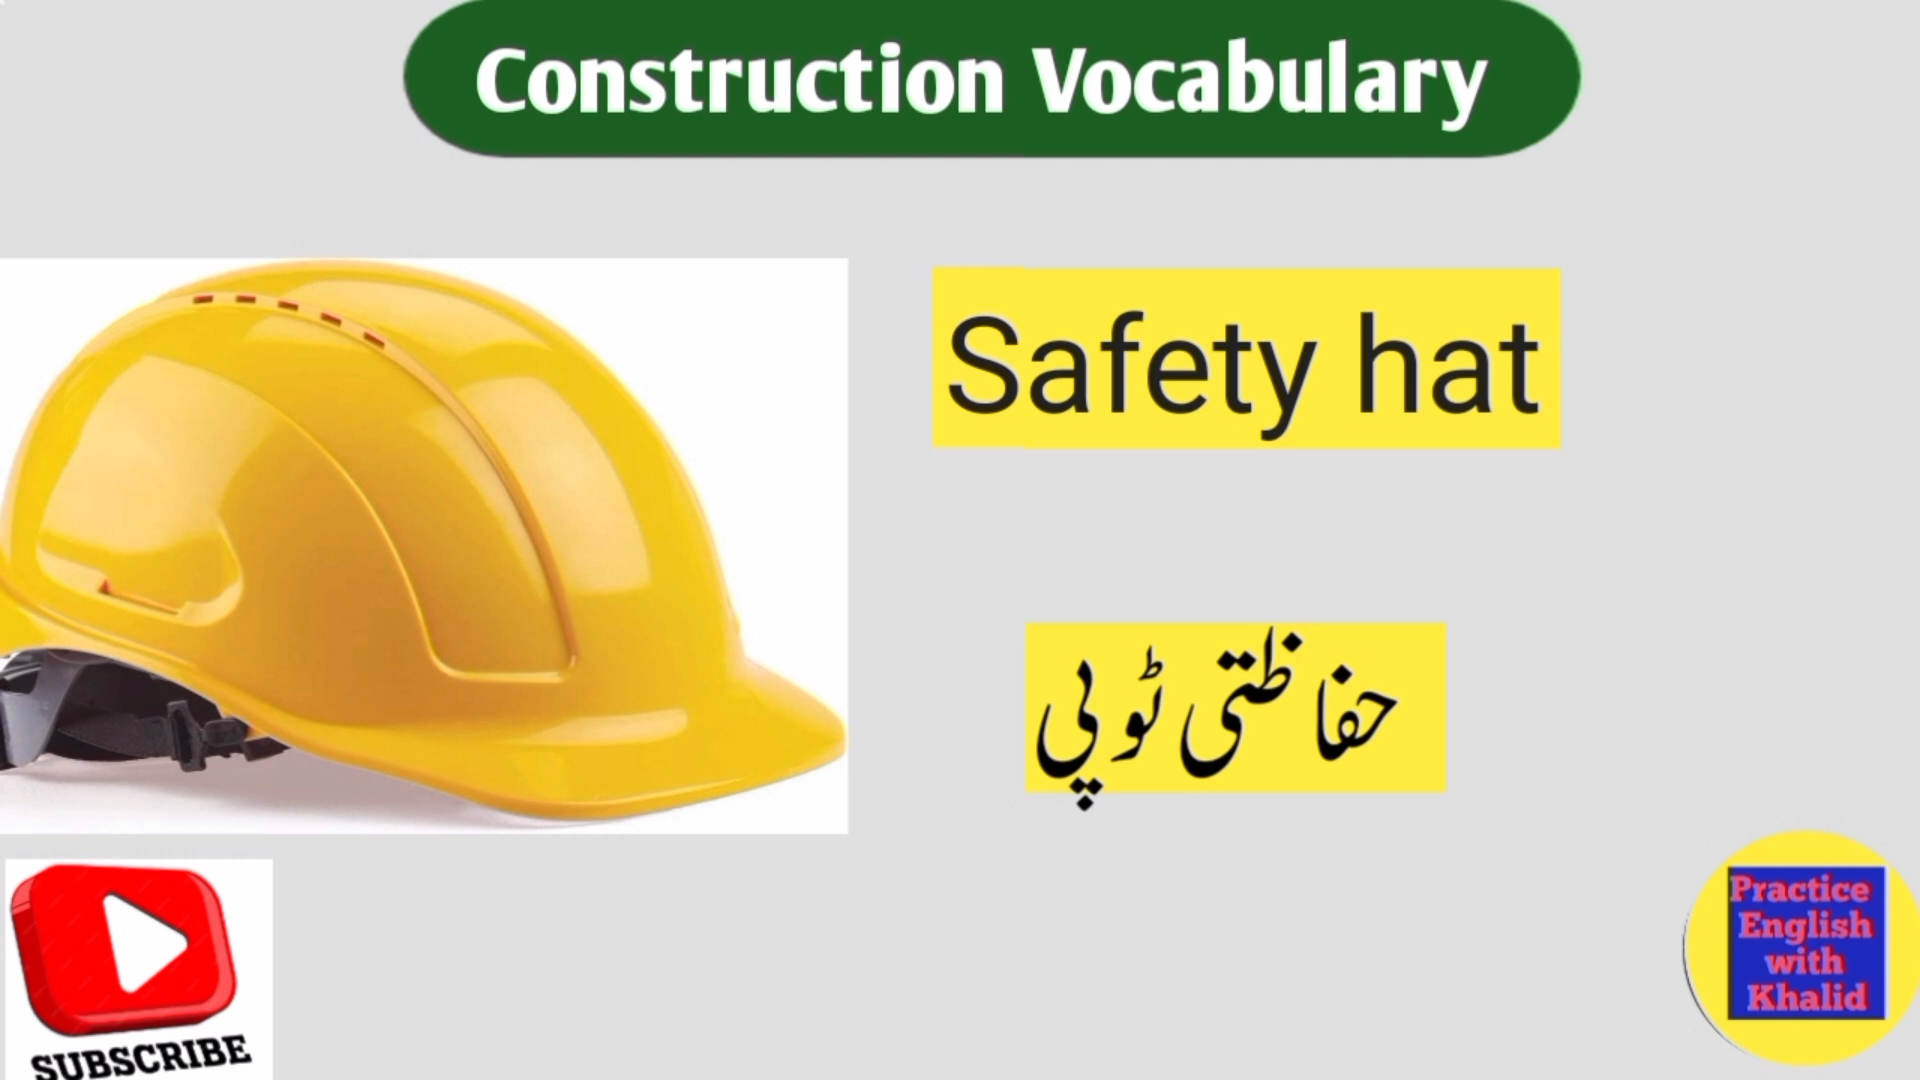 Construction Vocabulary
Safety hat
حفاظتی ٹوپی
SUBSCRIBE
Practice
English
with
Khalid